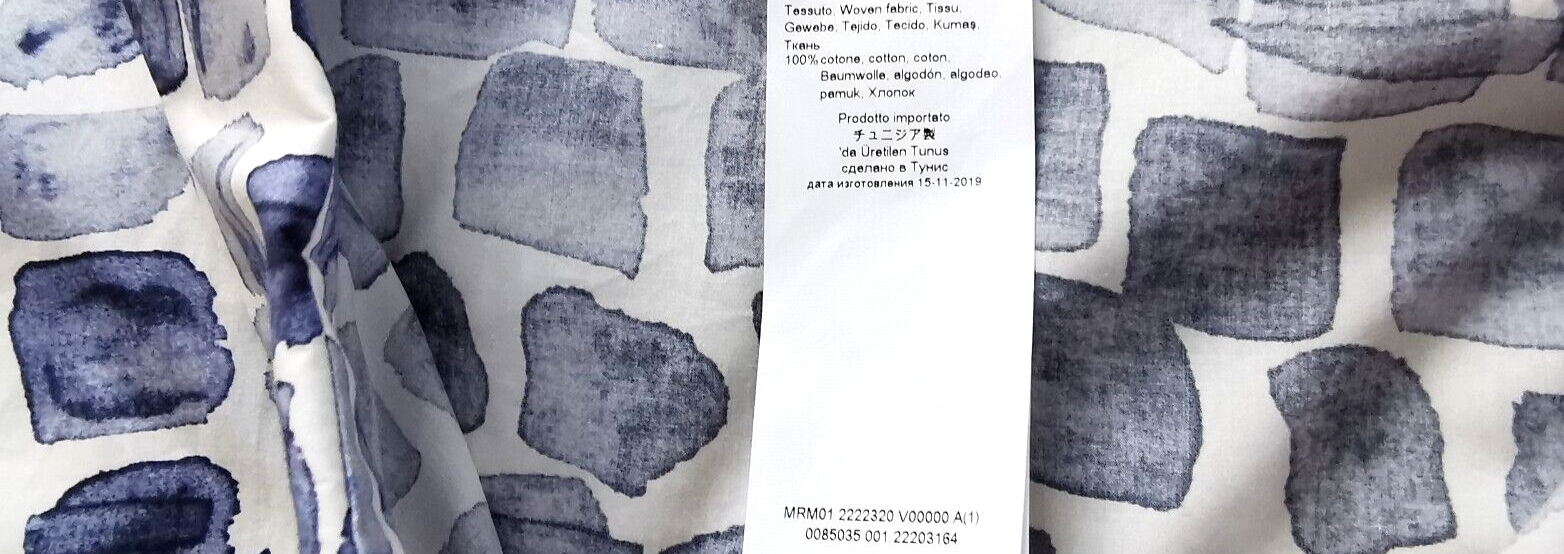 Tessuto, Woven fabric, Tissu,
Gewebe, Tejido, Tecido, Kumaş,
Ткань
100% cotone, cotton, coton,
Baumwolle, algodón, algodao,
pamuk, Хлопок
Prodotto importato
チュニジア製
'da Üretilen Tunus
сделано в Тунис
дата изготовления 15-11-2019
MRM01 2222320 V00000 A(1)
0085035 001 22203164